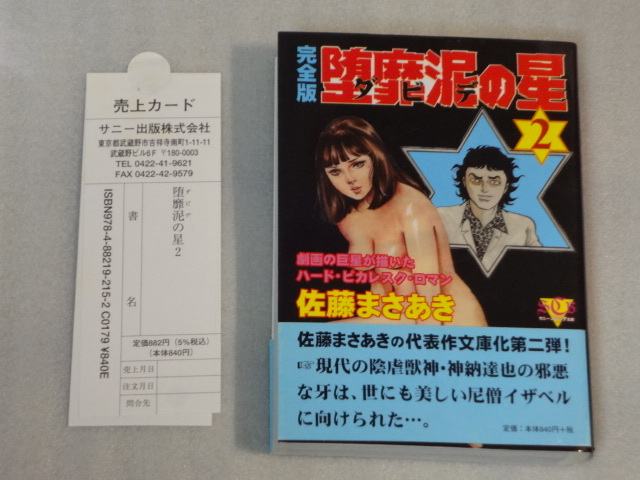 売上カード
サニー出版株式会社
東京都武蔵野市吉祥寺南町1-11-11
武蔵野ビル6F 〒180-0003
TEL 0422-41-9621
FAX 0422-42-9579
ISBN978-4-88219-215-2 C0179 ¥840E
書名
堕靡泥の星 2
ダビデ
定価882円 (5%税込)
(本体840円)
売上月日
注文月日
問合先
完全版
堕靡泥の星
ダビデ
2
劇画の巨星が描いた
ハード・ピカレスク・ロマン
佐藤まさあき
佐藤まさあきの代表作文庫化第二弾!
☞現代の陰虐獣神・神納達也の邪悪
な牙は、世にも美しい尼僧イザベル
に向けられた…。
定価:本体840円+税